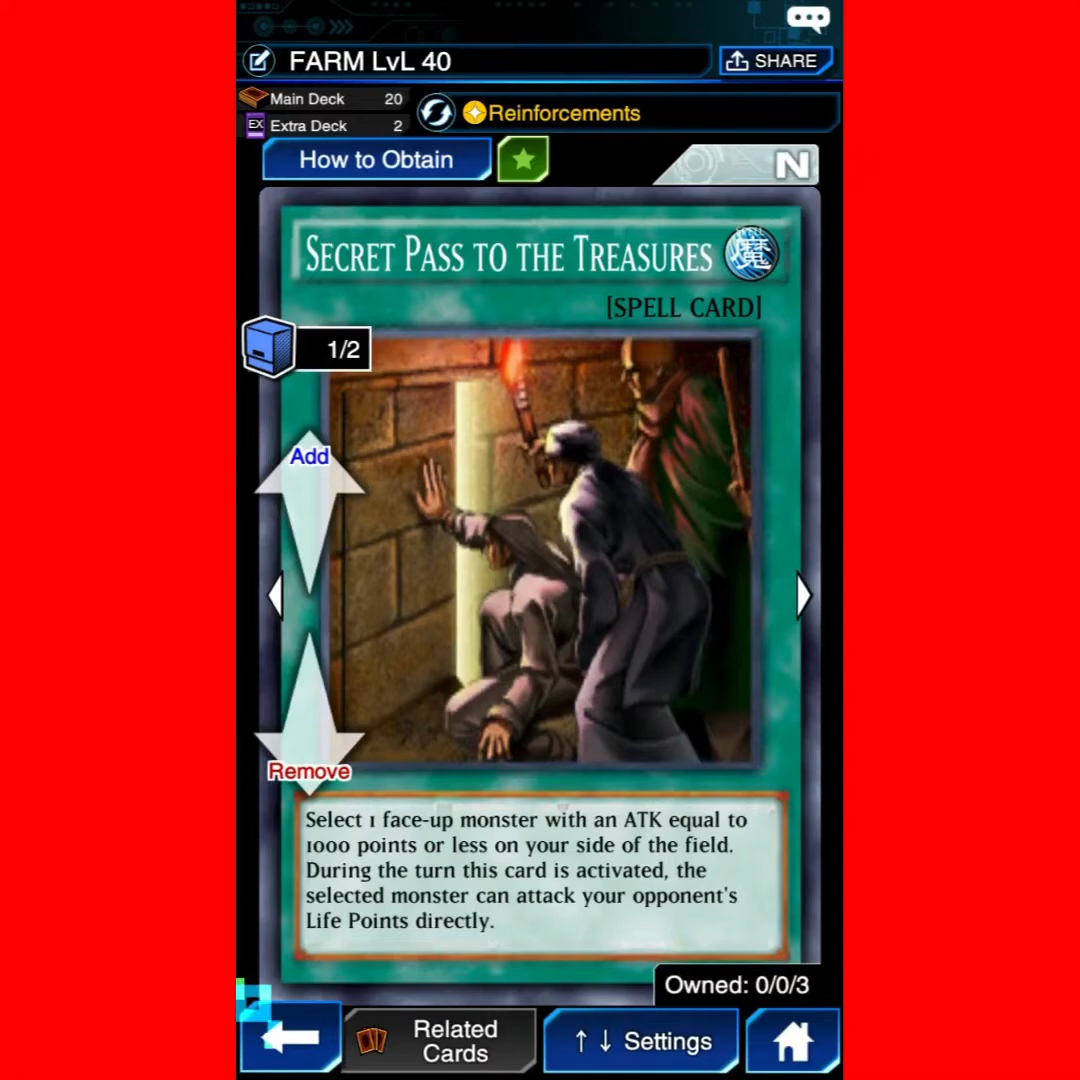 FARM LvL 40
SHARE
Main Deck 20
Extra Deck 2
EX
Reinforcements
How to Obtain
N
SECRET PASS TO THE TREASURES
SPELL
魔
[SPELL CARD]
1/2
Add
Remove
Select 1 face-up monster with an ATK equal to
1000 points or less on your side of the field.
During the turn this card is activated, the
selected monster can attack your opponent's
Life Points directly.
Owned: 0/0/3
Related
Cards
↑↓ Settings